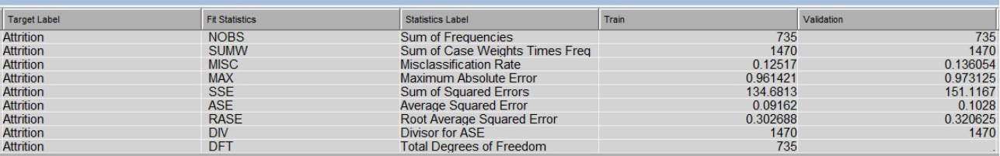 Target Label Fit Statistics Statistics Label Train Validation
Attrition NOBS Sum of Frequencies 735 735
Attrition SUMW Sum of Case Weights Times Freq 1470 1470
Attrition MISC Misclassification Rate 0.12517 0.136054
Attrition MAX Maximum Absolute Error 0.961421 0.973125
Attrition SSE Sum of Squared Errors 134.6813 151.1167
Attrition ASE Average Squared Error 0.09162 0.1028
Attrition RASE Root Average Squared Error 0.302688 0.320625
Attrition DIV Divisor for ASE 1470 1470
Attrition DFT Total Degrees of Freedom 735 .